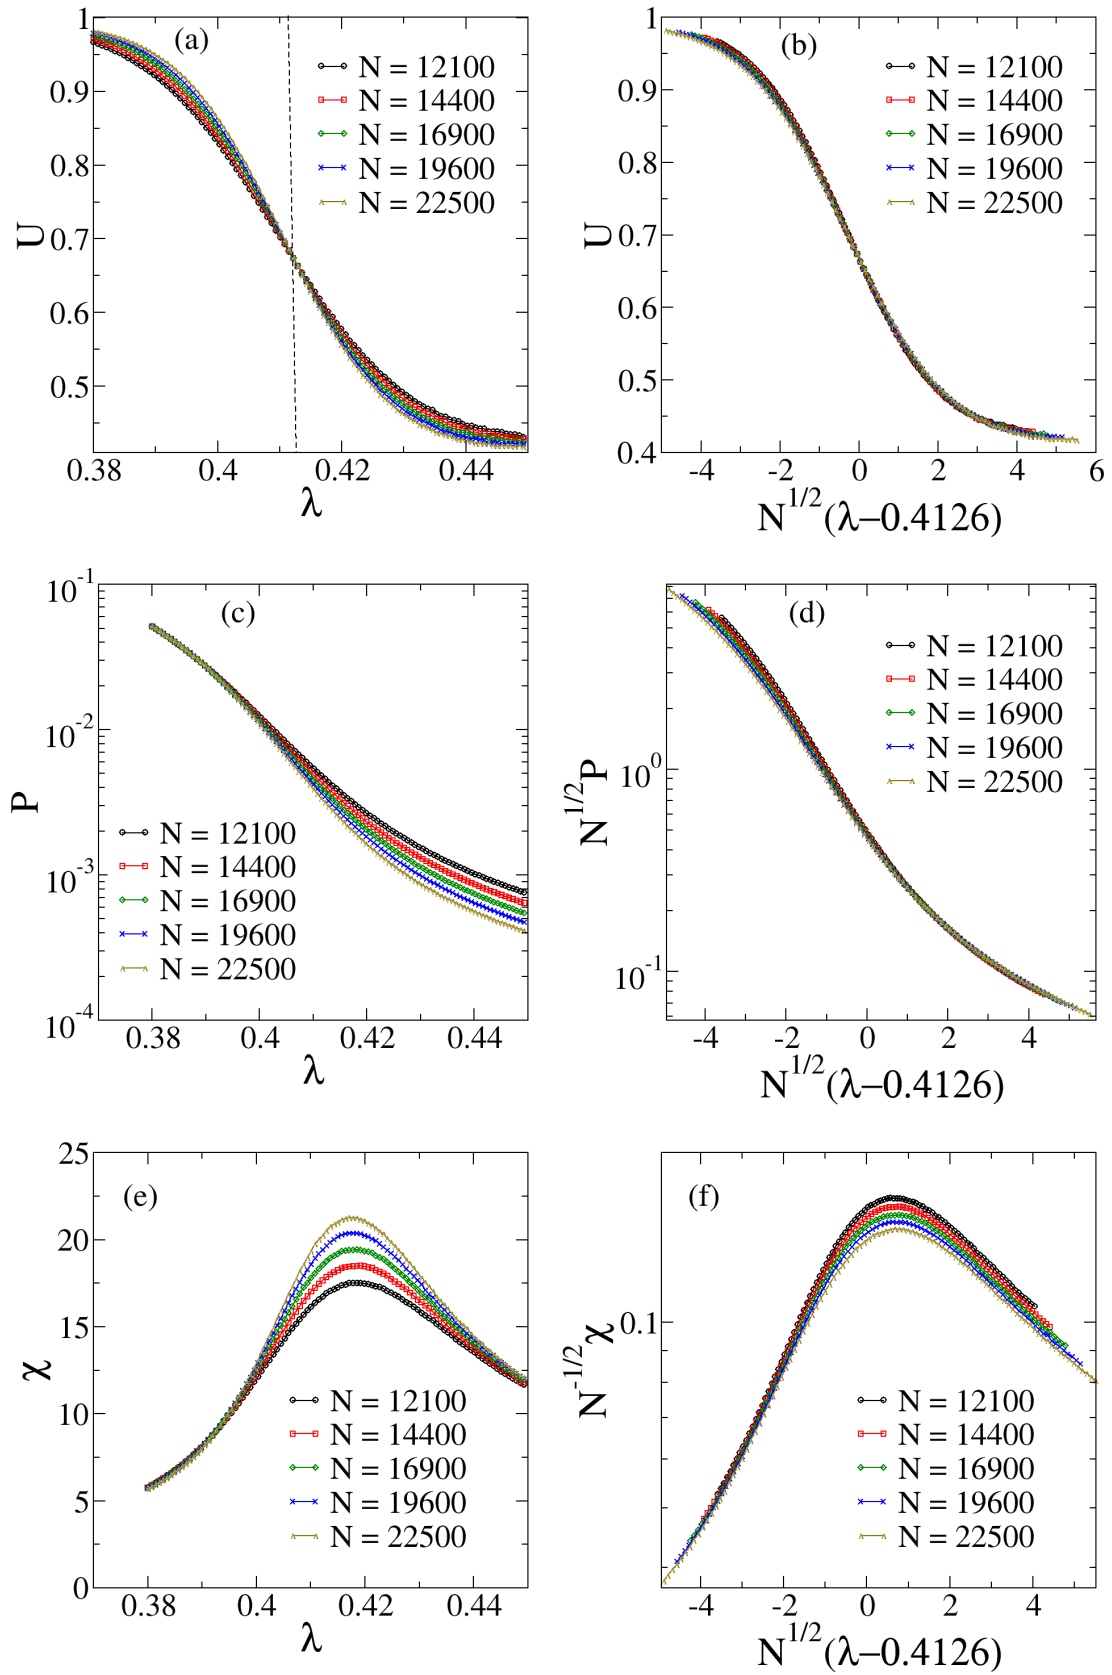 (a)
1
0.9
0.8
0.7
0.6
0.5
U
0.38 0.4 0.42 0.44
λ
N = 12100
N = 14400
N = 16900
N = 19600
N = 22500
(b)
1
0.9
0.8
0.7
0.6
0.5
0.4
U
-4 -2 0 2 4 6
N^1/2(λ−0.4126)
N = 12100
N = 14400
N = 16900
N = 19600
N = 22500
(c)
10^-1
10^-2
10^-3
10^-4
P
0.38 0.4 0.42 0.44
λ
N = 12100
N = 14400
N = 16900
N = 19600
N = 22500
(d)
10^0
10^-1
N^1/2P
-4 -2 0 2 4
N^1/2(λ−0.4126)
N = 12100
N = 14400
N = 16900
N = 19600
N = 22500
(e)
25
20
15
10
5
0
χ
0.38 0.4 0.42 0.44
λ
N = 12100
N = 14400
N = 16900
N = 19600
N = 22500
(f)
0.1
N^-1/2χ
-4 -2 0 2 4
N^1/2(λ−0.4126)
N = 12100
N = 14400
N = 16900
N = 19600
N = 22500